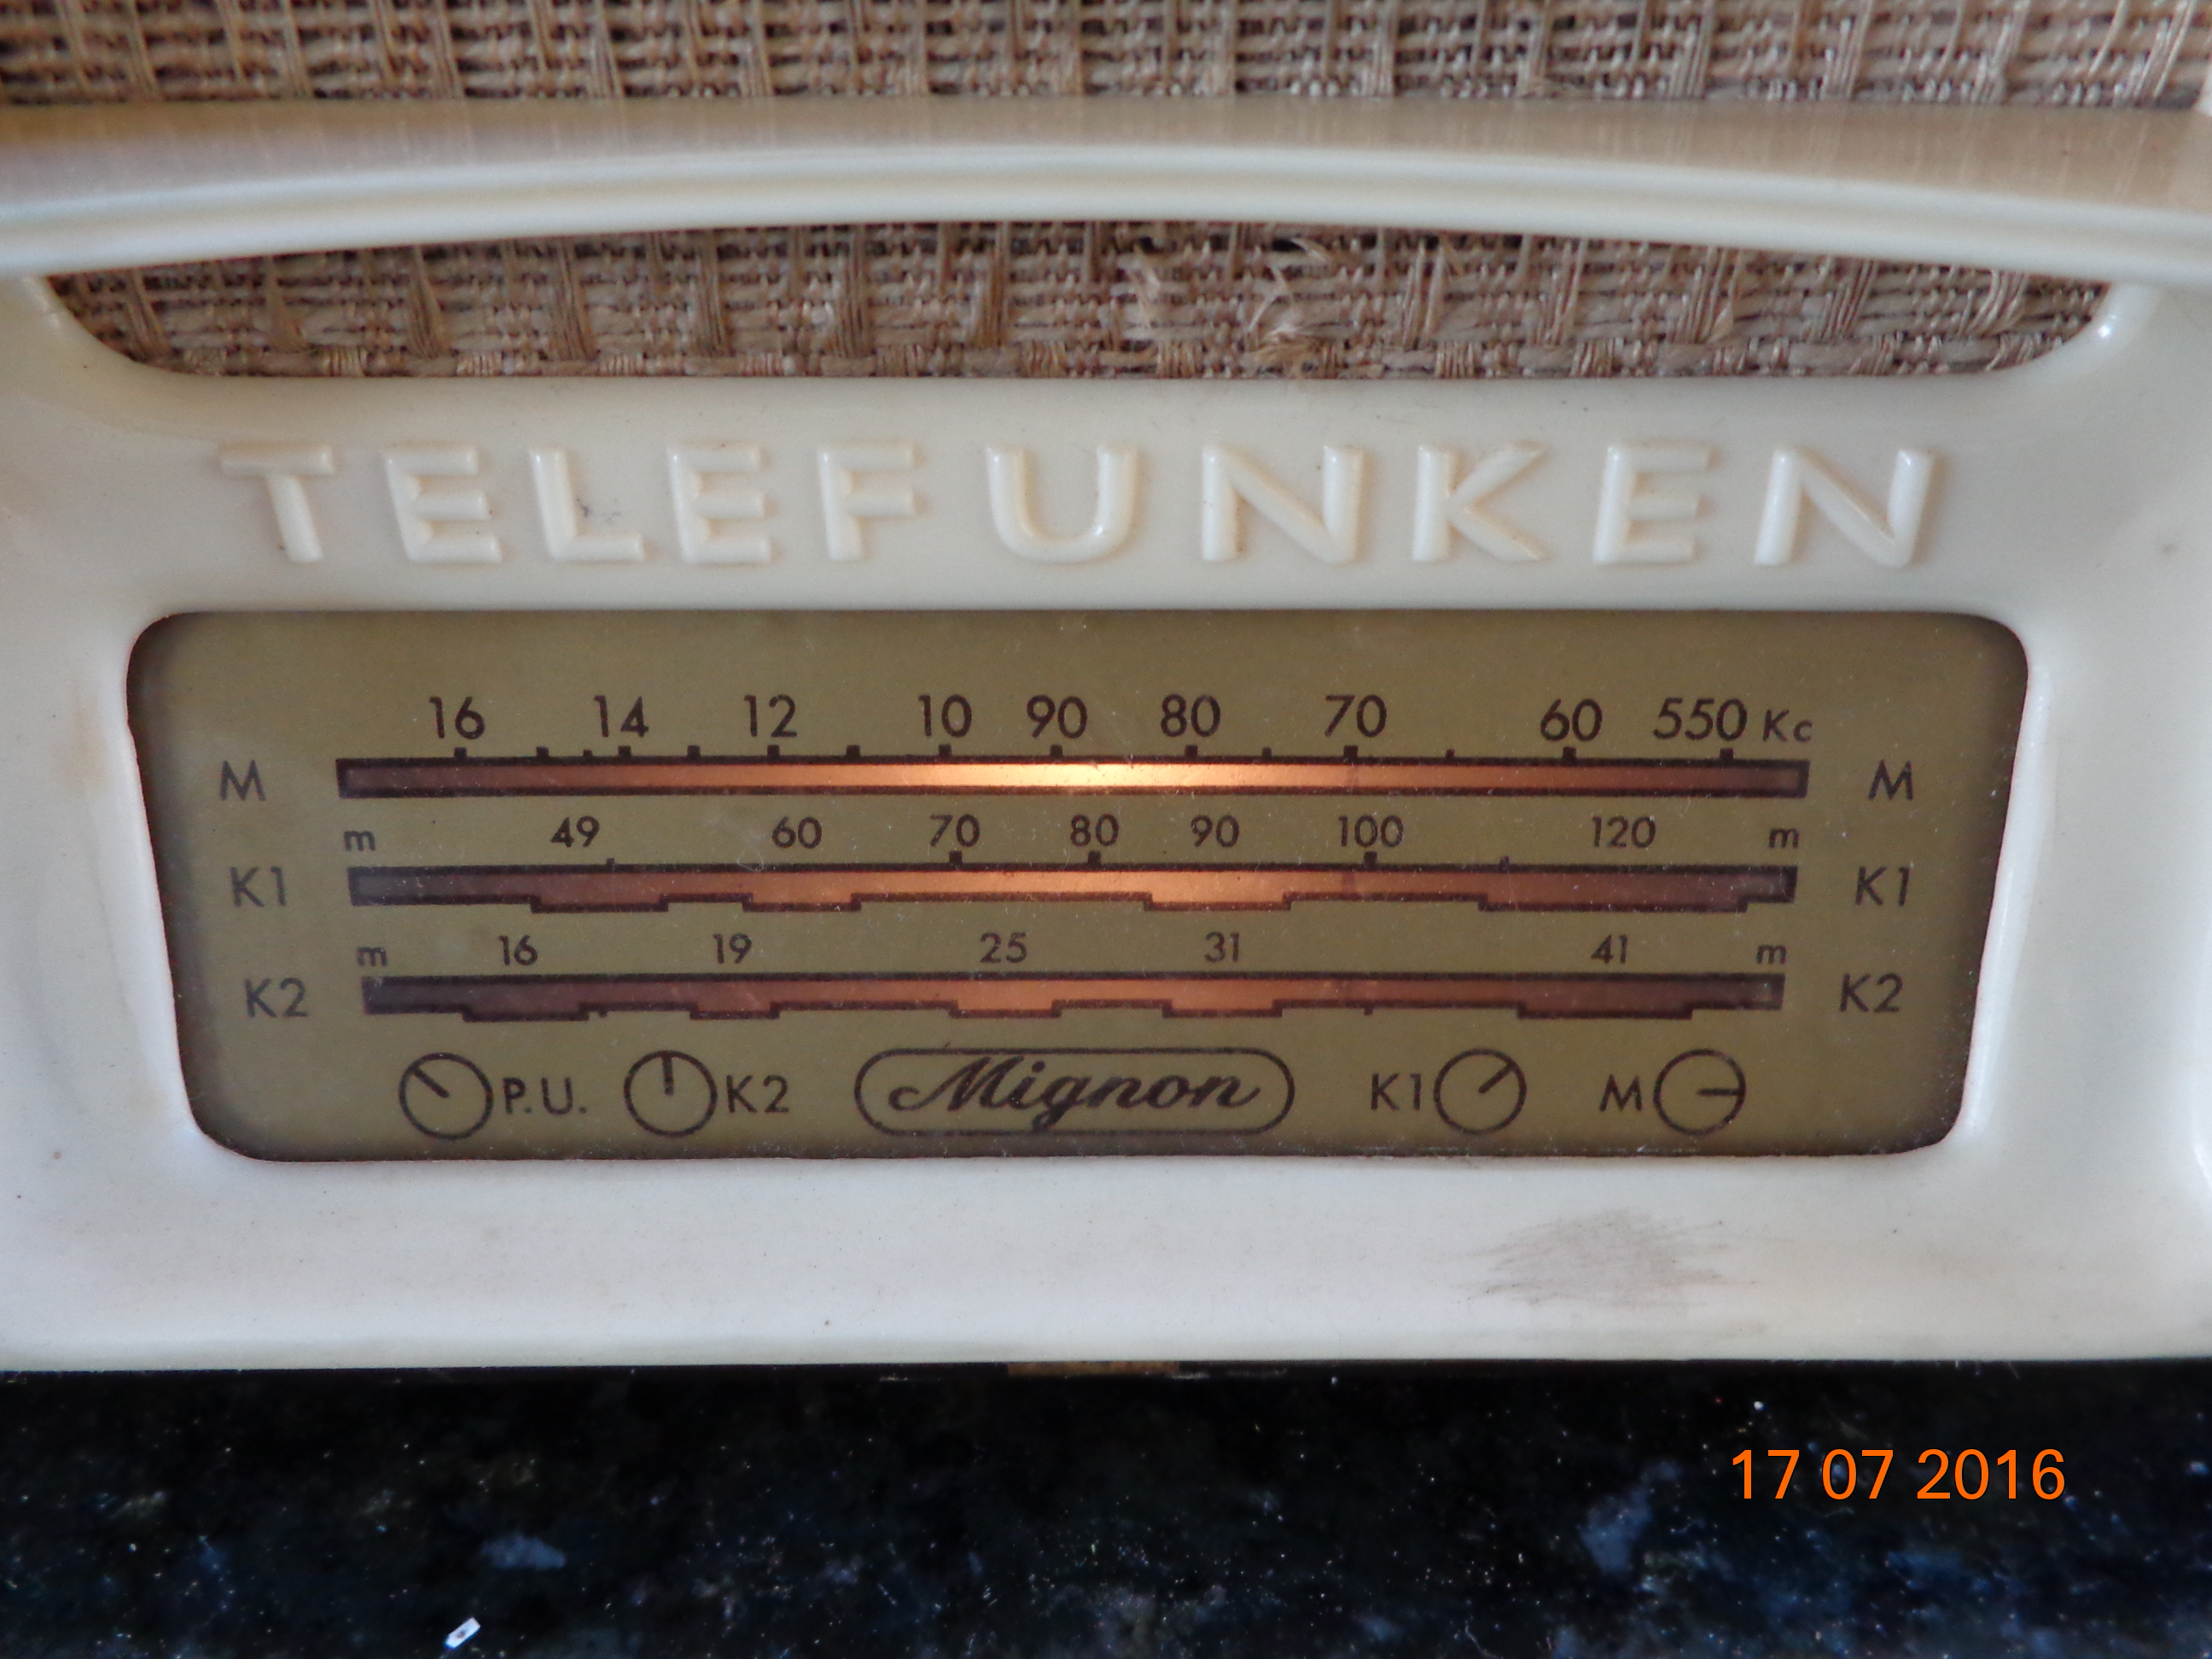 TELEFUNKEN
16 14 12 10 90 80 70 60 550 Kc
M M
m 49 60 70 80 90 100 120 m
K1 K1
m 16 19 25 31 41 m
K2 K2
P.U. K2 Mignon K1 M
17 07 2016